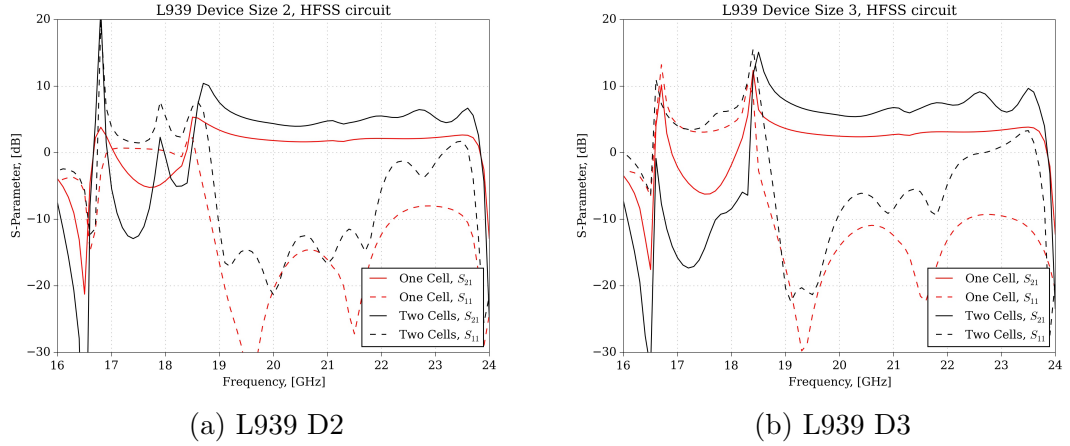 L939 Device Size 2, HFSS circuit
20
10
0
−10
−20
−30
S-Parameter, [dB]
16 17 18 19 20 21 22 23 24
Frequency, [GHz]
One Cell, S21
One Cell, S11
Two Cells, S21
Two Cells, S11
(a) L939 D2
L939 Device Size 3, HFSS circuit
20
10
0
−10
−20
−30
S-Parameter, [dB]
16 17 18 19 20 21 22 23 24
Frequency, [GHz]
One Cell, S21
One Cell, S11
Two Cells, S21
Two Cells, S11
(b) L939 D3